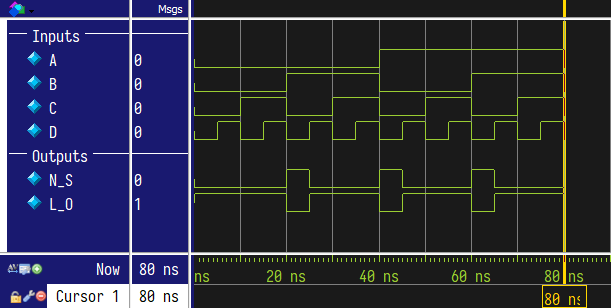 Msgs
Inputs
A 0
B 0
C 0
D 0
Outputs
N_S 0
L_O 1
Now 80 ns ns 20 ns 40 ns 60 ns 80 ns
Cursor 1 80 ns 80 ns